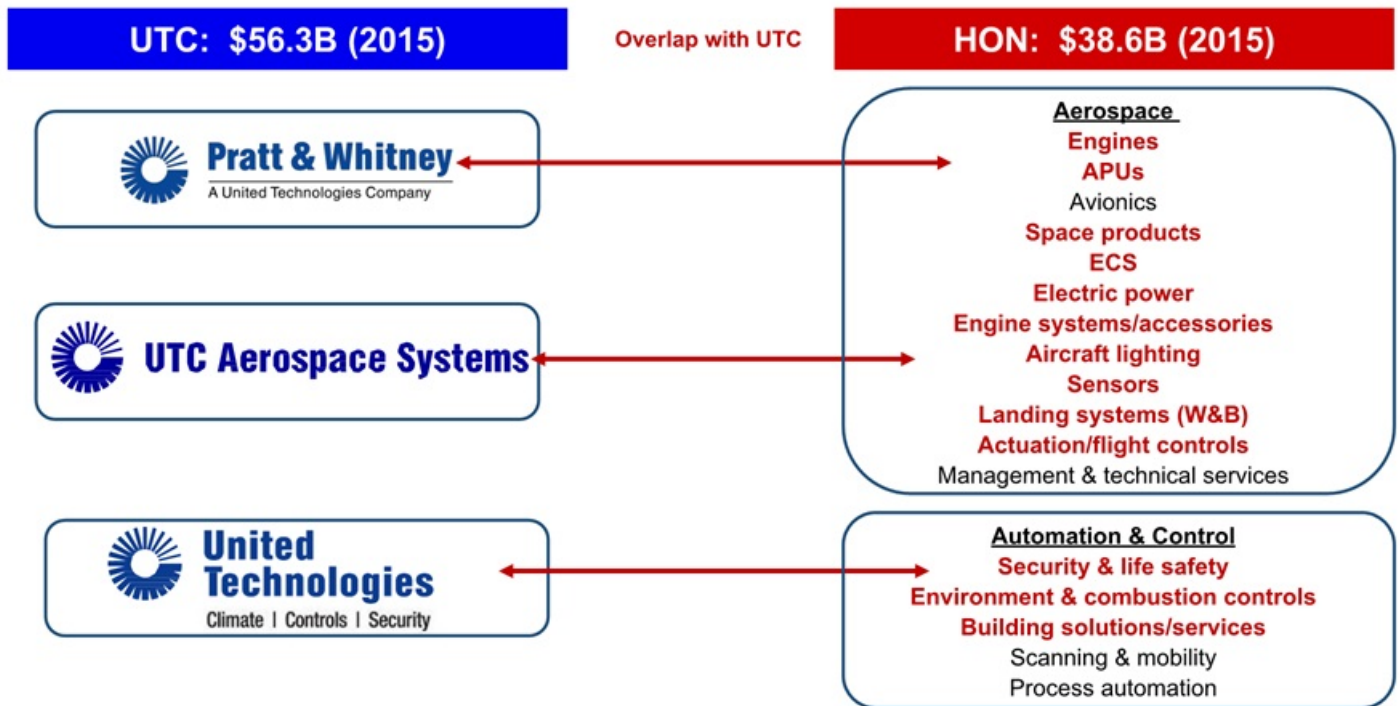 UTC: $56.3B (2015)
Overlap with UTC
HON: $38.6B (2015)
Pratt & Whitney
A United Technologies Company
UTC Aerospace Systems
United
Technologies
Climate | Controls | Security
Aerospace
Engines
APUs
Avionics
Space products
ECS
Electric power
Engine systems/accessories
Aircraft lighting
Sensors
Landing systems (W&B)
Actuation/flight controls
Management & technical services
Automation & Control
Security & life safety
Environment & combustion controls
Building solutions/services
Scanning & mobility
Process automation